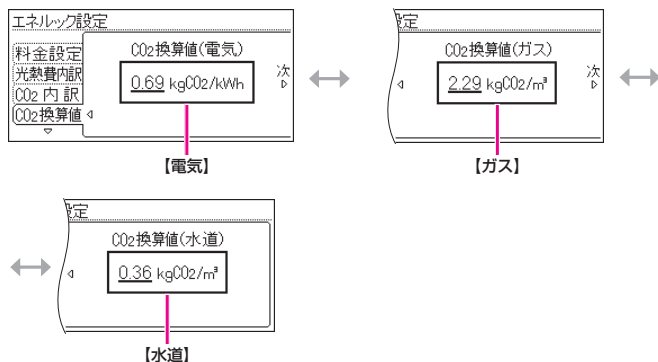 エネルック設定
料金設定
光熱費内訳
CO2 内 訳
CO2換算値
CO2換算値(電気)
0.69 kgCO2/kWh
次
【電気】
設定
CO2換算値(ガス)
2.29 kgCO2/m³
次
【ガス】
設定
CO2換算値(水道)
0.36 kgCO2/m³
【水道】